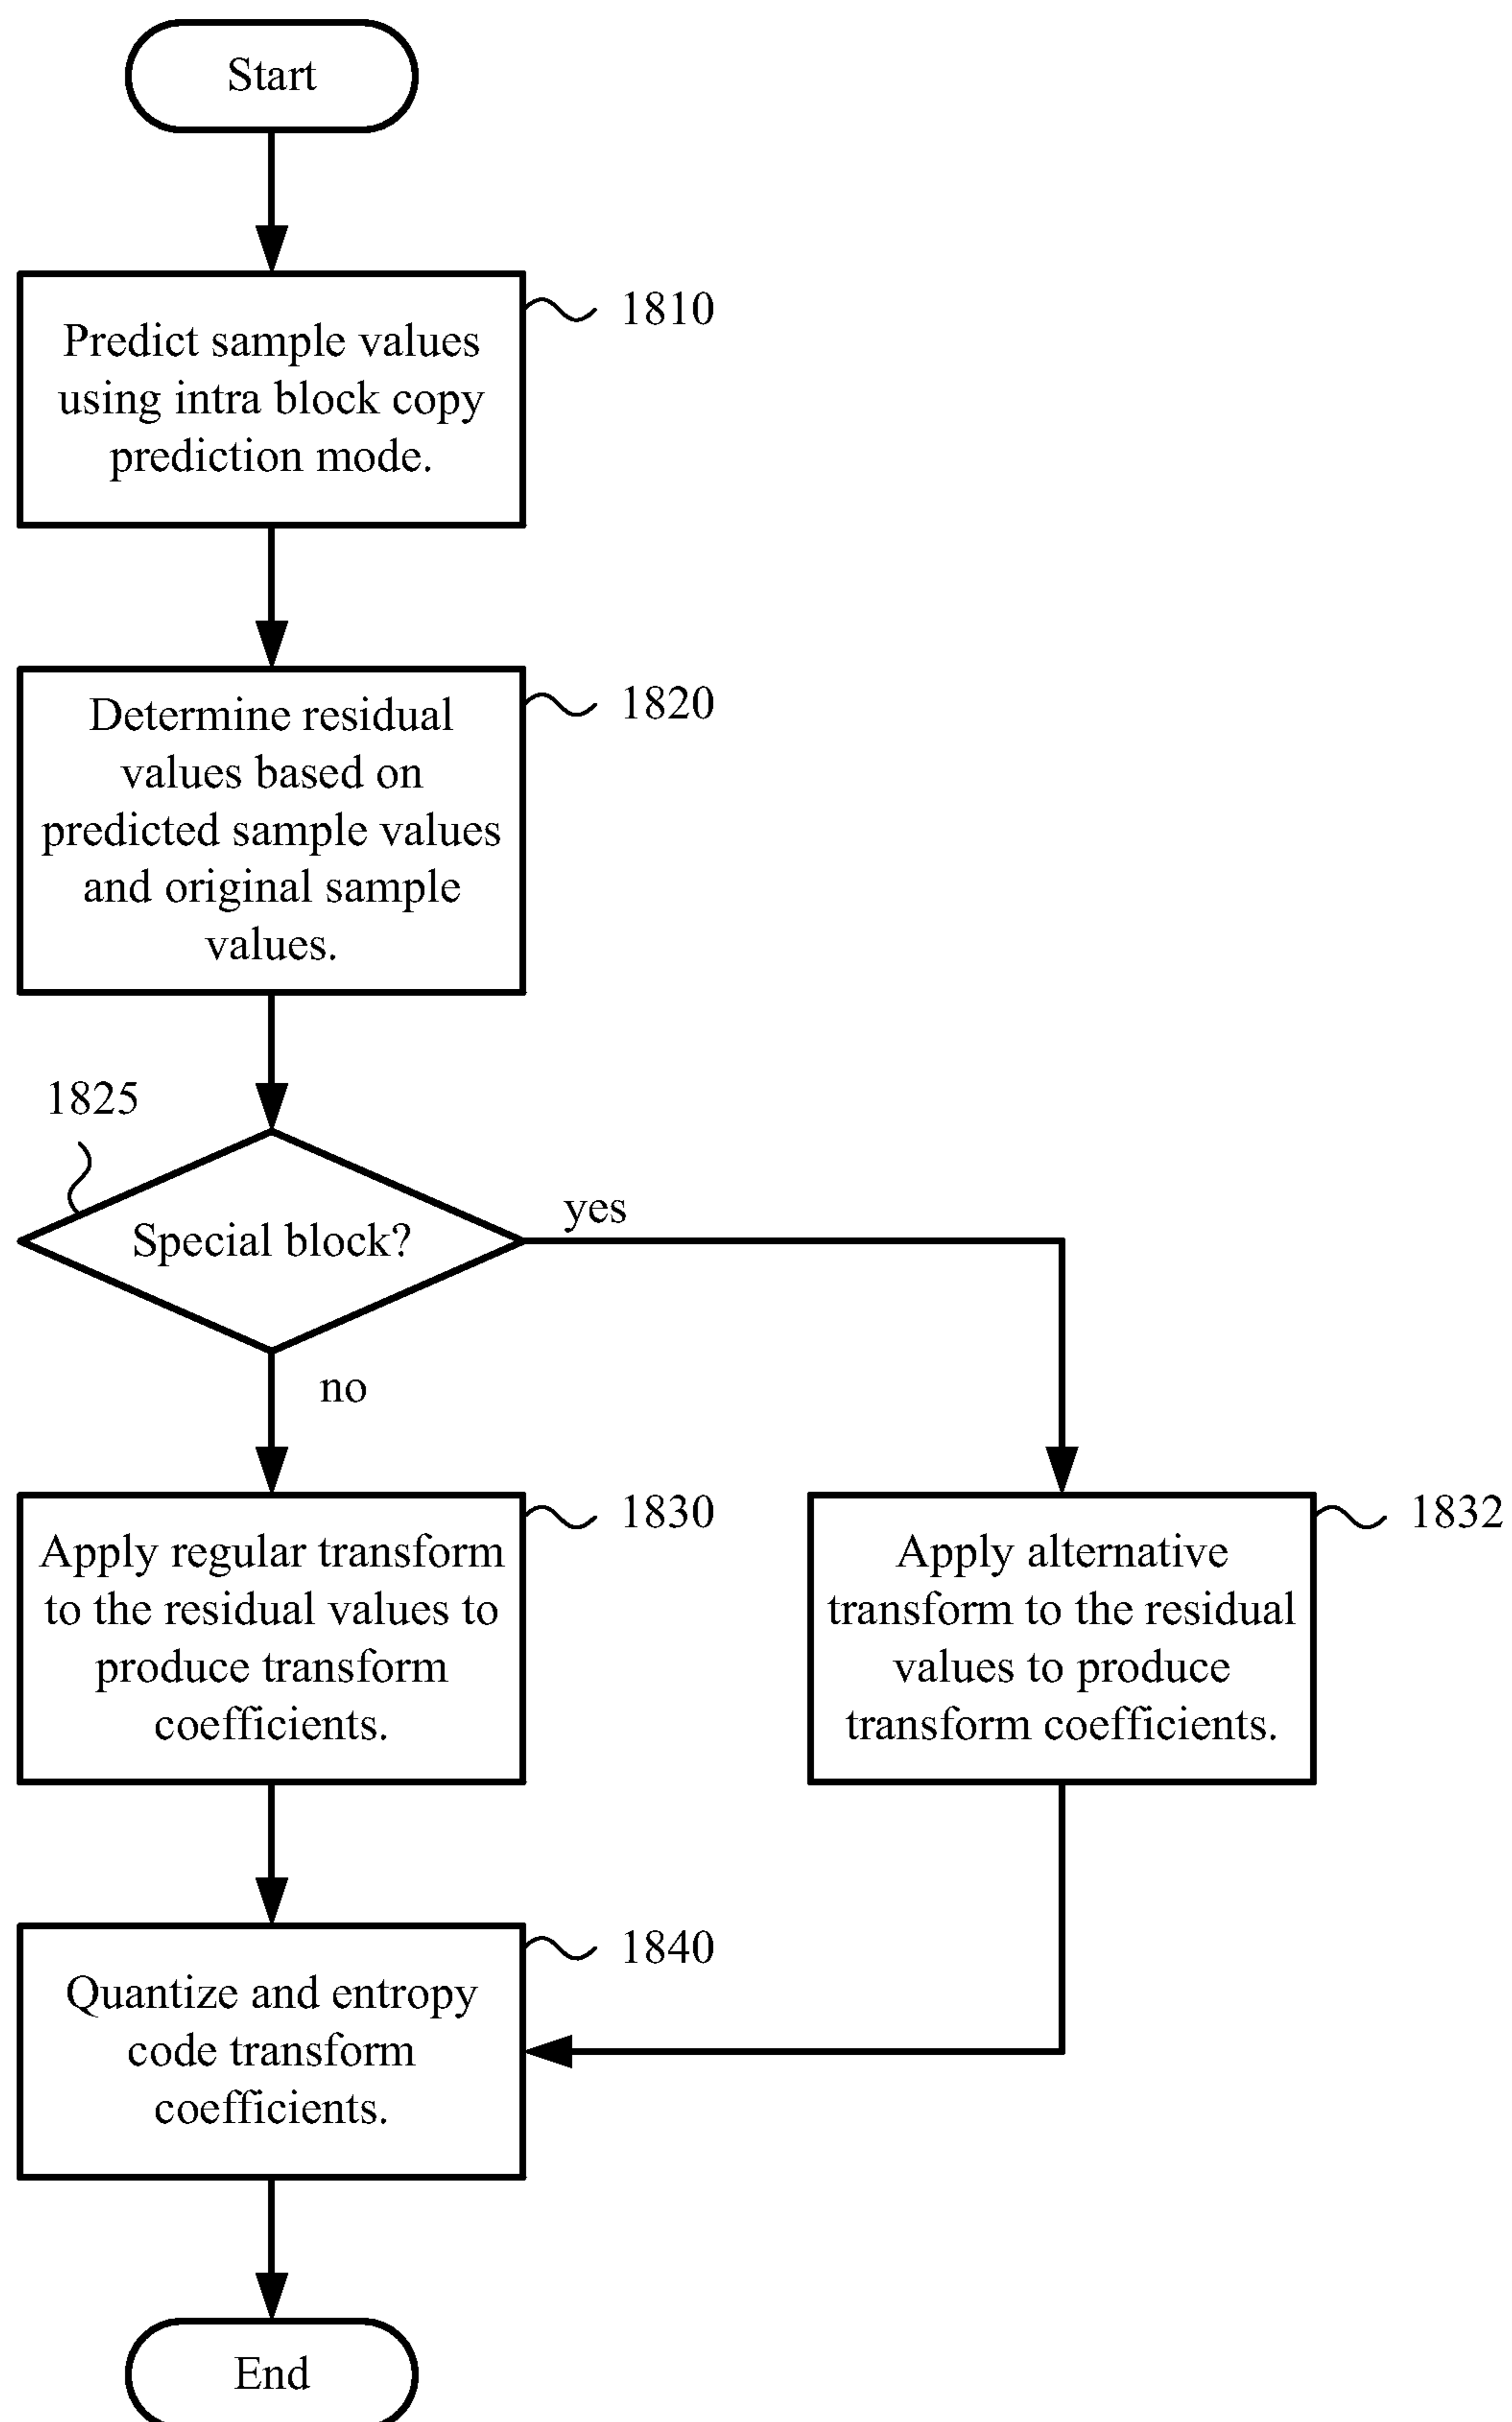 Start
Predict sample values
using intra block copy
prediction mode.
1810
Determine residual
values based on
predicted sample values
and original sample
values.
1820
1825
Special block?
yes
no
Apply regular transform
to the residual values to
produce transform
coefficients.
1830
Apply alternative
transform to the residual
values to produce
transform coefficients.
1832
Quantize and entropy
code transform
coefficients.
1840
End